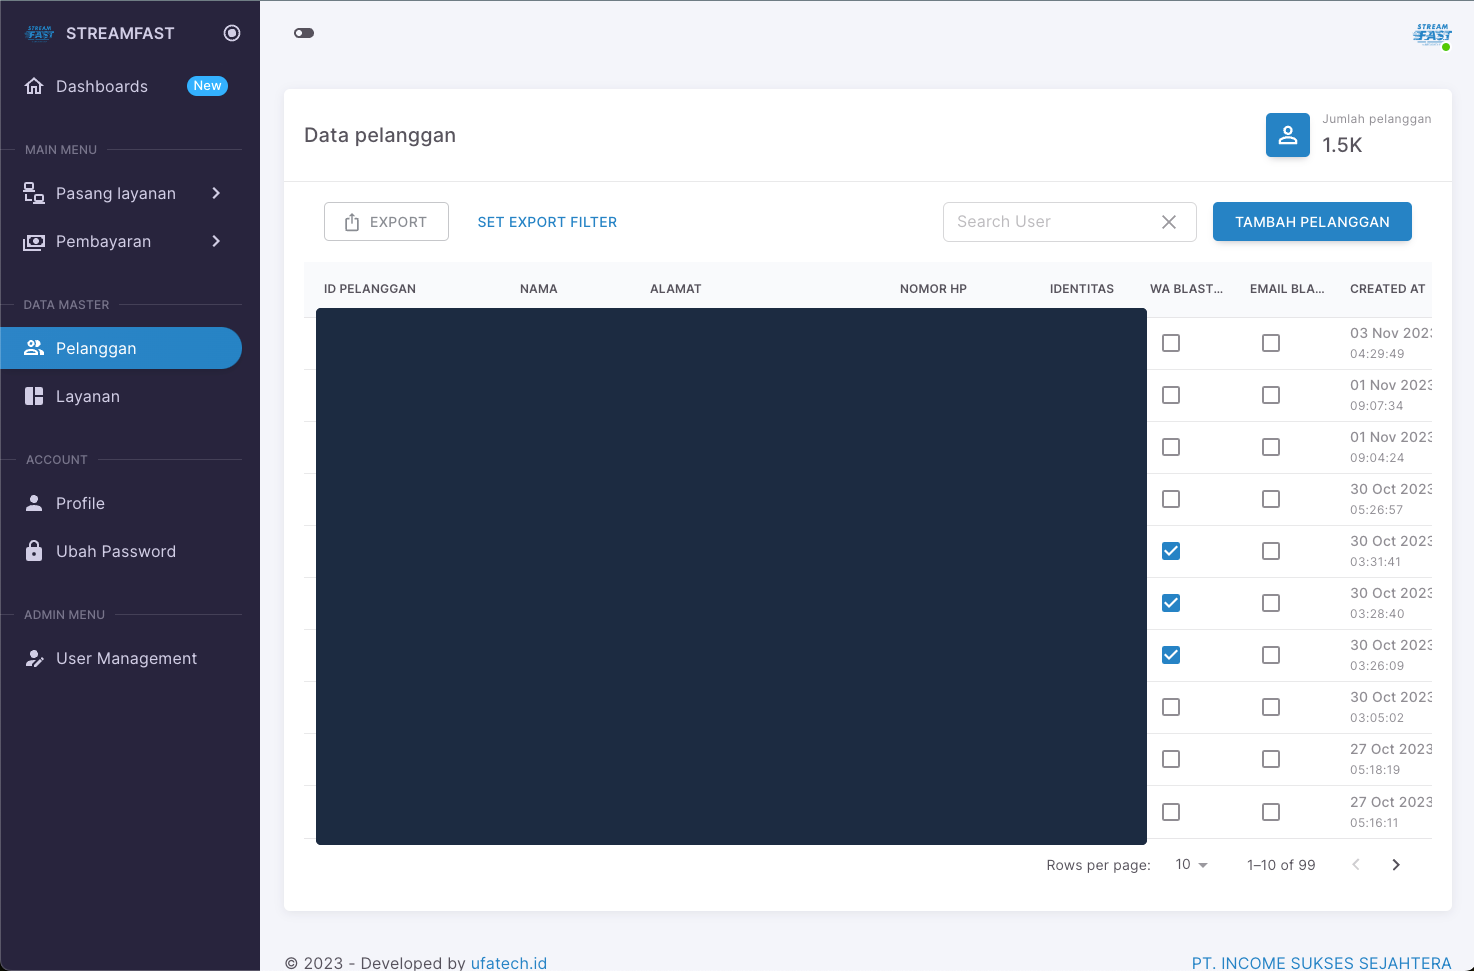 STREAM
FAST
STREAMFAST
Dashboards
New
MAIN MENU
Pasang layanan
Pembayaran
DATA MASTER
Pelanggan
Layanan
ACCOUNT
Profile
Ubah Password
ADMIN MENU
User Management
STREAM
FAST
Data pelanggan
Jumlah pelanggan
1.5K
EXPORT
SET EXPORT FILTER
Search User
TAMBAH PELANGGAN
ID PELANGGAN NAMA ALAMAT NOMOR HP IDENTITAS WA BLAST... EMAIL BLA... CREATED AT
03 Nov 2023
04:29:49
01 Nov 2023
09:07:34
01 Nov 2023
09:04:24
30 Oct 2023
05:26:57
30 Oct 2023
03:31:41
30 Oct 2023
03:28:40
30 Oct 2023
03:26:09
30 Oct 2023
03:05:02
27 Oct 2023
05:18:19
27 Oct 2023
05:16:11
Rows per page: 10 1–10 of 99
© 2023 - Developed by ufatech.id
PT. INCOME SUKSES SEJAHTERA